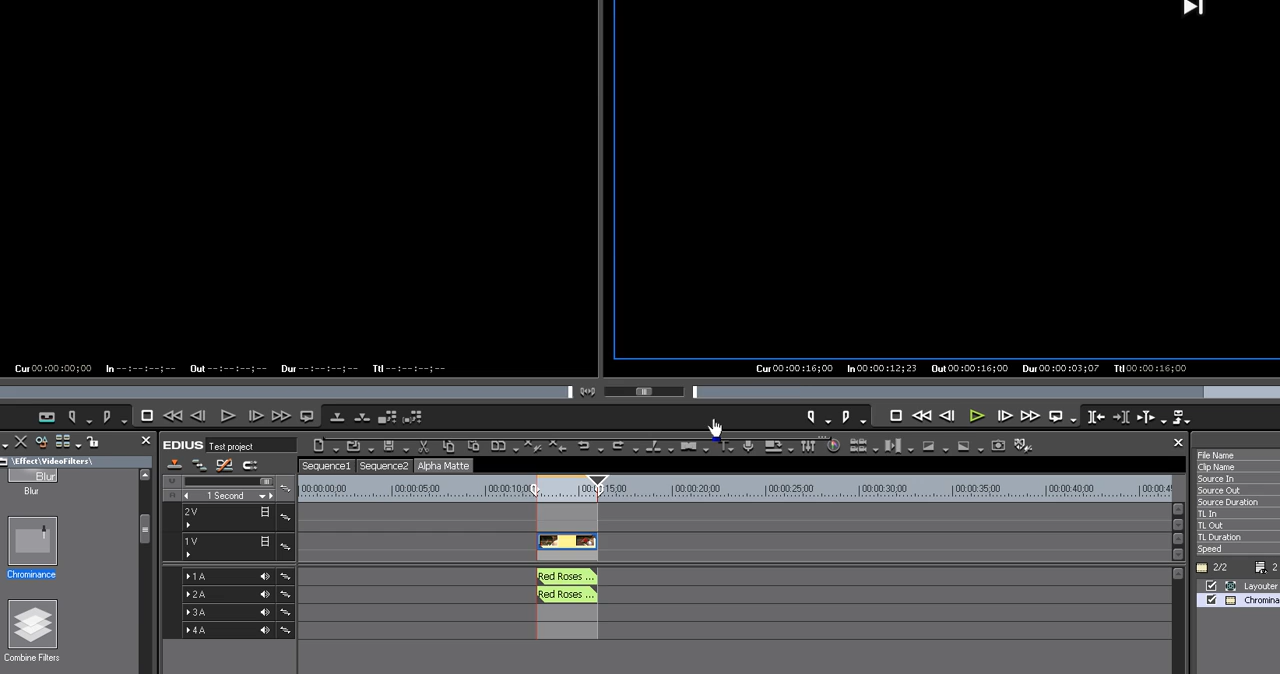 Cur 00:00:00;00 In --:--:--;-- Out --:--:--;-- Dur --:--:--;-- Ttl --:--:--;--
Cur 00:00:16;00 In 00:00:12;23 Out 00:00:16;00 Dur 00:00:03;07 Ttl 00:00:16;00
\Effect\VideoFilters\
Blur
Blur
Chrominance
Combine Filters
EDIUS Test project
Sequence1 Sequence2 Alpha Matte
1 Second
00:00:00;00 00:00:05;00 00:00:10;00 15;00 00:00:20;00 00:00:25;00 00:00:30;00 00:00:35;00 00:00:40;00
2 V
1 V
1 A Red Roses ...
2 A Red Roses ...
3 A
4 A
File Name
Clip Name
Source In
Source Out
Source Duration
TL In
TL Out
TL Duration
Speed
2/2 2
Layouter
Chromina